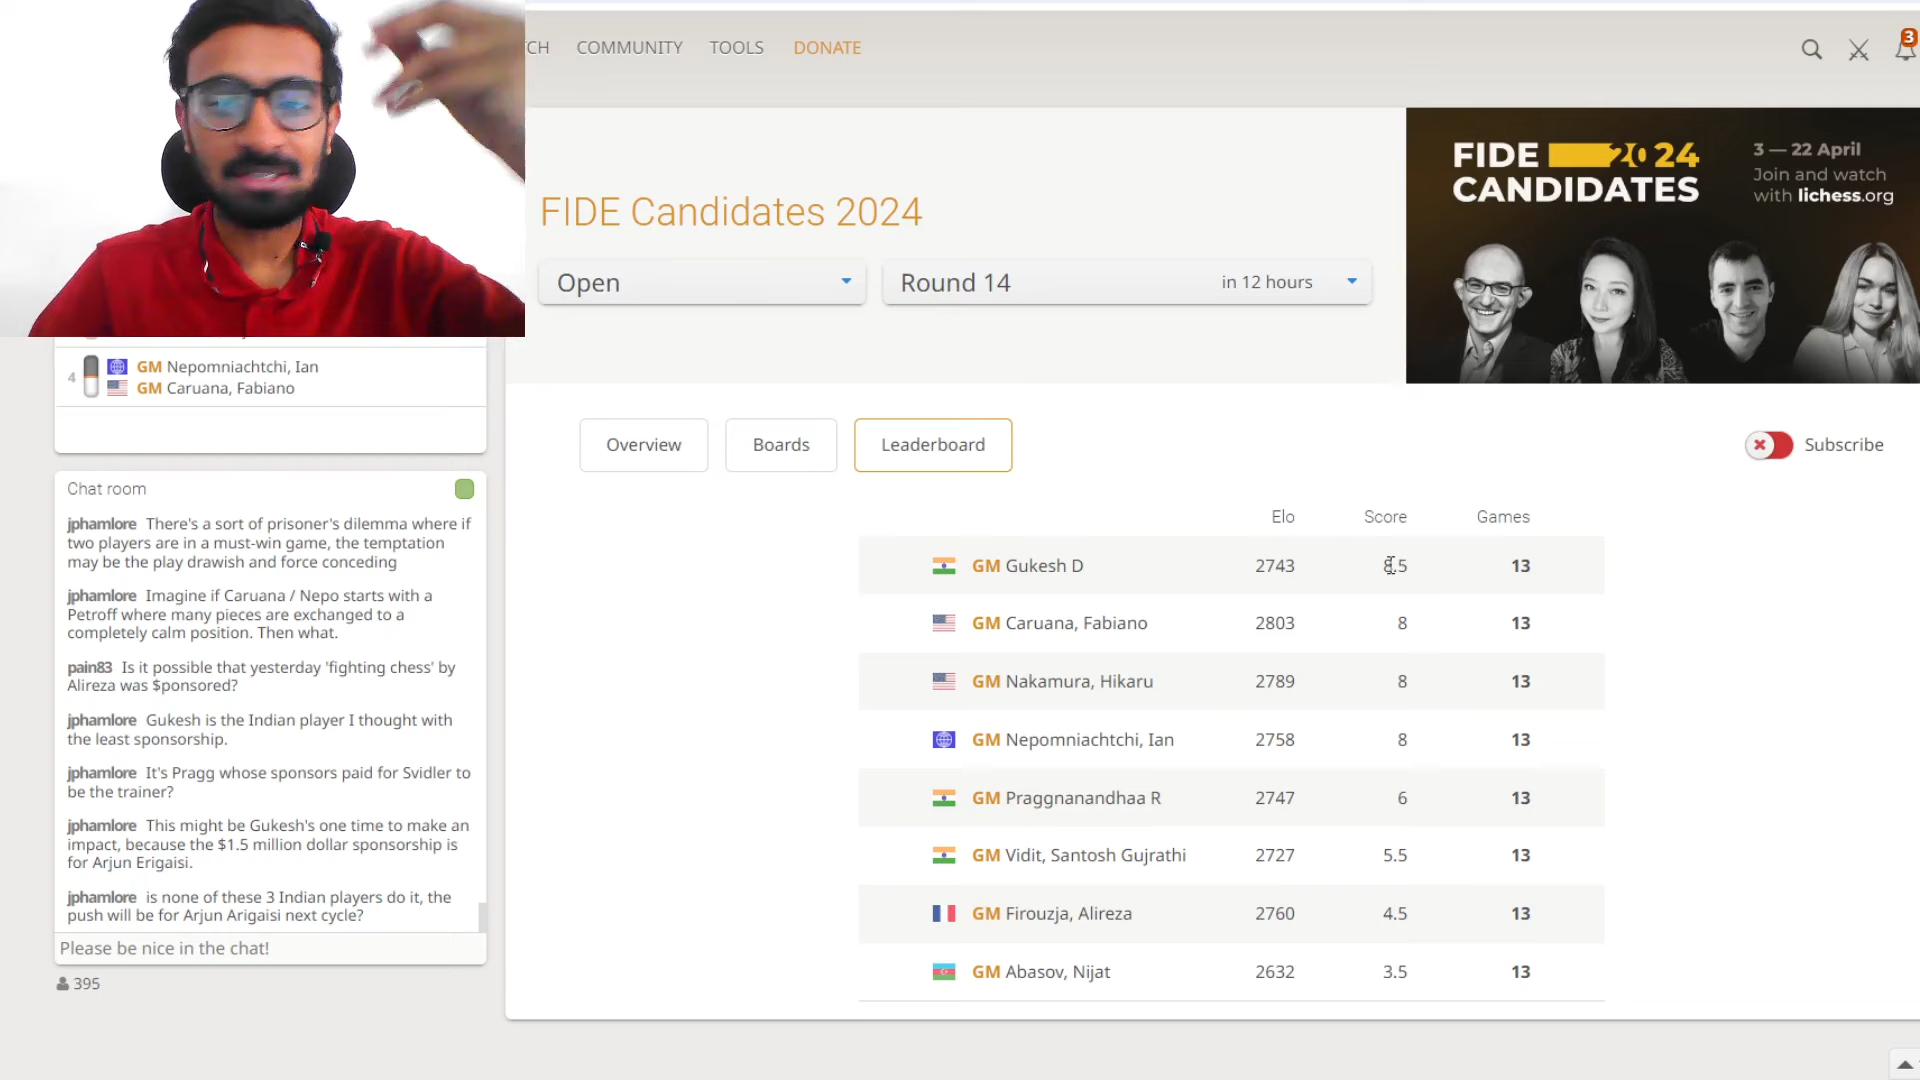 CH COMMUNITY TOOLS DONATE
3
FIDE Candidates 2024
Open
Round 14 in 12 hours
FIDE 2024
CANDIDATES
3 — 22 April
Join and watch
with lichess.org
4
GM Nepomniachtchi, Ian
GM Caruana, Fabiano
Chat room
jphamlore There's a sort of prisoner's dilemma where if
two players are in a must-win game, the temptation
may be the play drawish and force conceding
jphamlore Imagine if Caruana / Nepo starts with a
Petroff where many pieces are exchanged to a
completely calm position. Then what.
pain83 Is it possible that yesterday 'fighting chess' by
Alireza was $ponsored?
jphamlore Gukesh is the Indian player I thought with
the least sponsorship.
jphamlore It's Pragg whose sponsors paid for Svidler to
be the trainer?
jphamlore This might be Gukesh's one time to make an
impact, because the $1.5 million dollar sponsorship is
for Arjun Erigaisi.
jphamlore is none of these 3 Indian players do it, the
push will be for Arjun Arigaisi next cycle?
Please be nice in the chat!
395
Overview Boards Leaderboard
Subscribe
Elo Score Games
GM Gukesh D 2743 8.5 13
GM Caruana, Fabiano 2803 8 13
GM Nakamura, Hikaru 2789 8 13
GM Nepomniachtchi, Ian 2758 8 13
GM Praggnanandhaa R 2747 6 13
GM Vidit, Santosh Gujrathi 2727 5.5 13
GM Firouzja, Alireza 2760 4.5 13
GM Abasov, Nijat 2632 3.5 13